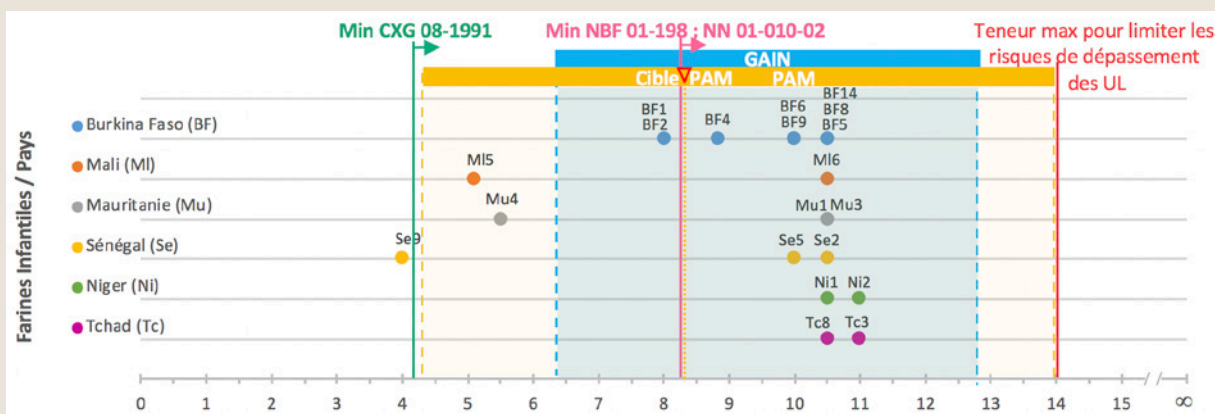 Min CXG 08-1991
Min NBF 01-198 ; NN 01-010-02
Teneur max pour limiter les
risques de dépassement
des UL
GAIN
Cible PAM PAM
Farines Infantiles / Pays
BF14
BF1 BF6 BF8
BF2 BF4 BF9 BF5
Burkina Faso (BF)
Ml5 Ml6
Mali (Ml)
Mu4 Mu1 Mu3
Mauritanie (Mu)
Se9 Se5 Se2
Sénégal (Se)
Ni1 Ni2
Niger (Ni)
Tc8 Tc3
Tchad (Tc)
0 1 2 3 4 5 6 7 8 9 10 11 12 13 14 15 ∞